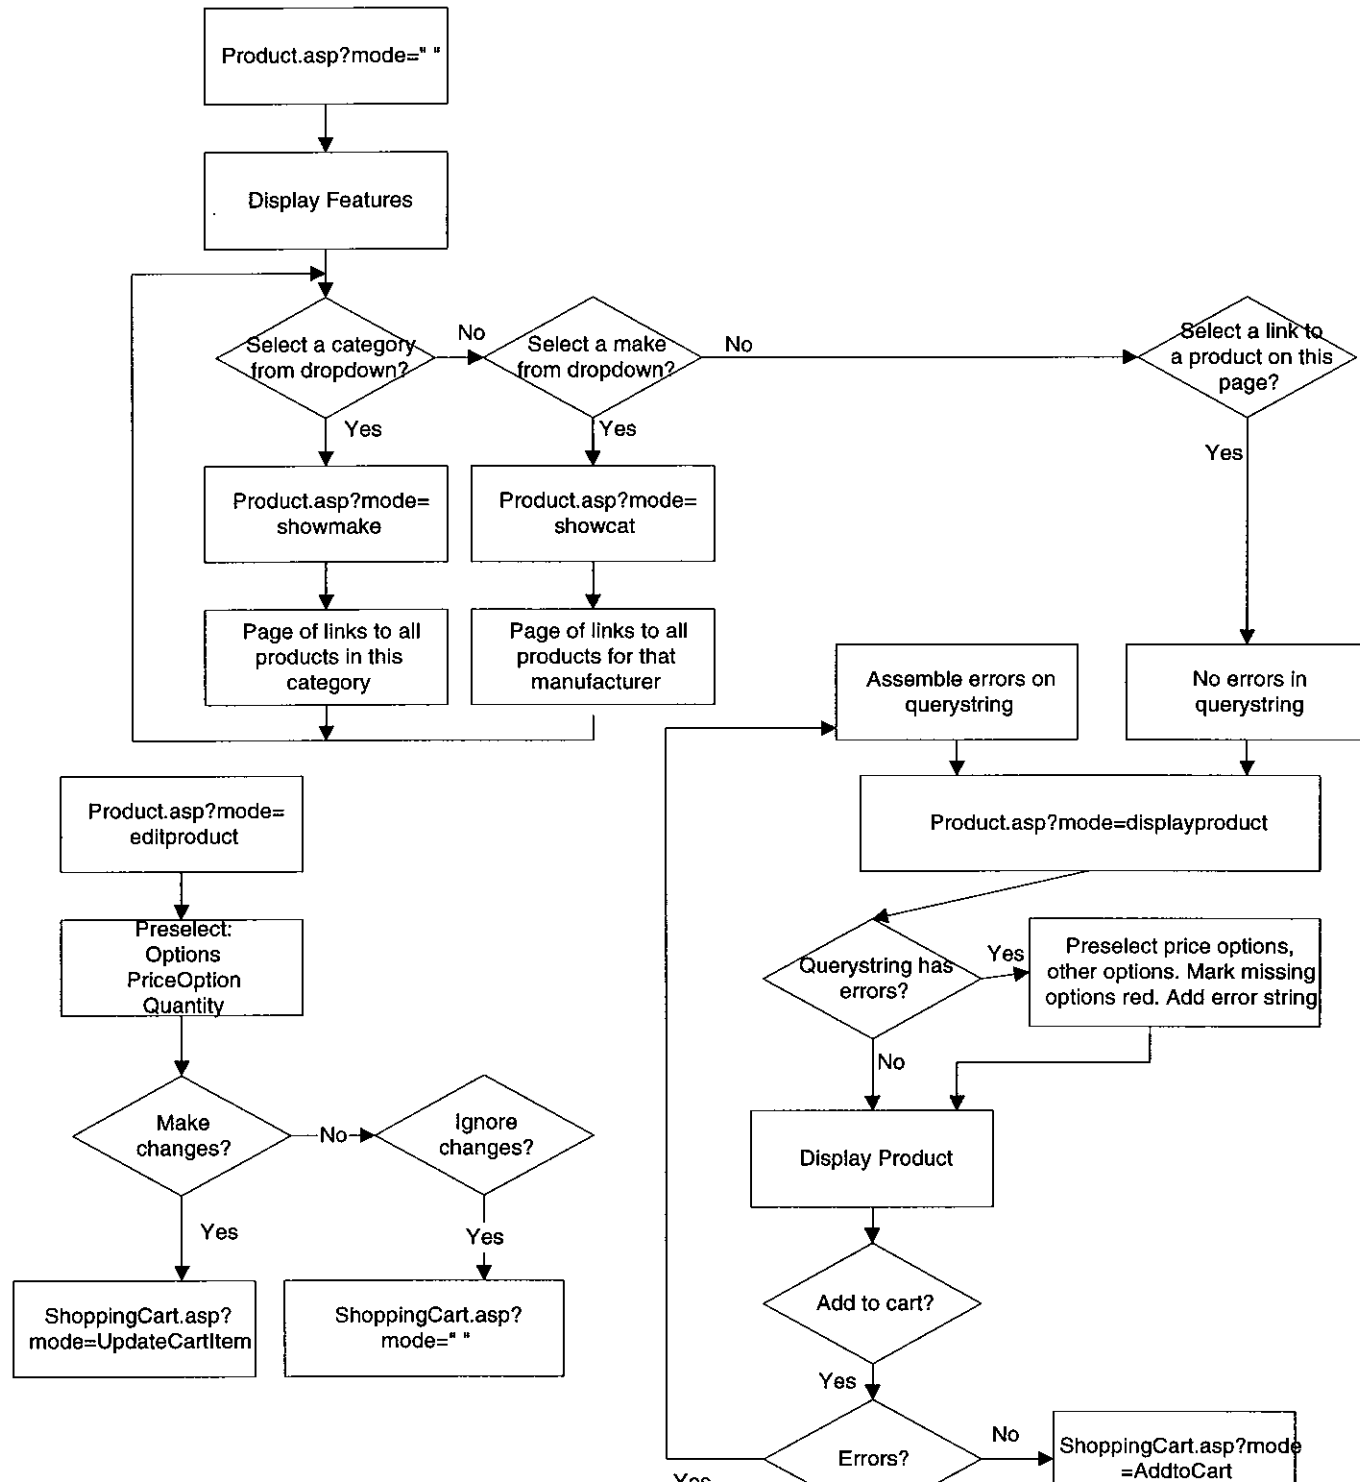 Product.asp?mode=" "
Display Features
Select a category
from dropdown?
No
Select a make
from dropdown?
No
Select a link to
a product on this
page?
Yes
Yes
Yes
Product.asp?mode=
showmake
Product.asp?mode=
showcat
Page of links to all
products in this
category
Page of links to all
products for that
manufacturer
Assemble errors on
querystring
No errors in
querystring
Product.asp?mode=
editproduct
Product.asp?mode=displayproduct
Preselect:
Options
PriceOption
Quantity
Querystring has
errors?
Yes
Preselect price options,
other options. Mark missing
options red. Add error string
No
Make
changes?
No
Ignore
changes?
Display Product
Yes
Yes
ShoppingCart.asp?
mode=UpdateCartItem
ShoppingCart.asp?
mode=" "
Add to cart?
Yes
Errors?
No
ShoppingCart.asp?mode
=AddtoCart
Yes